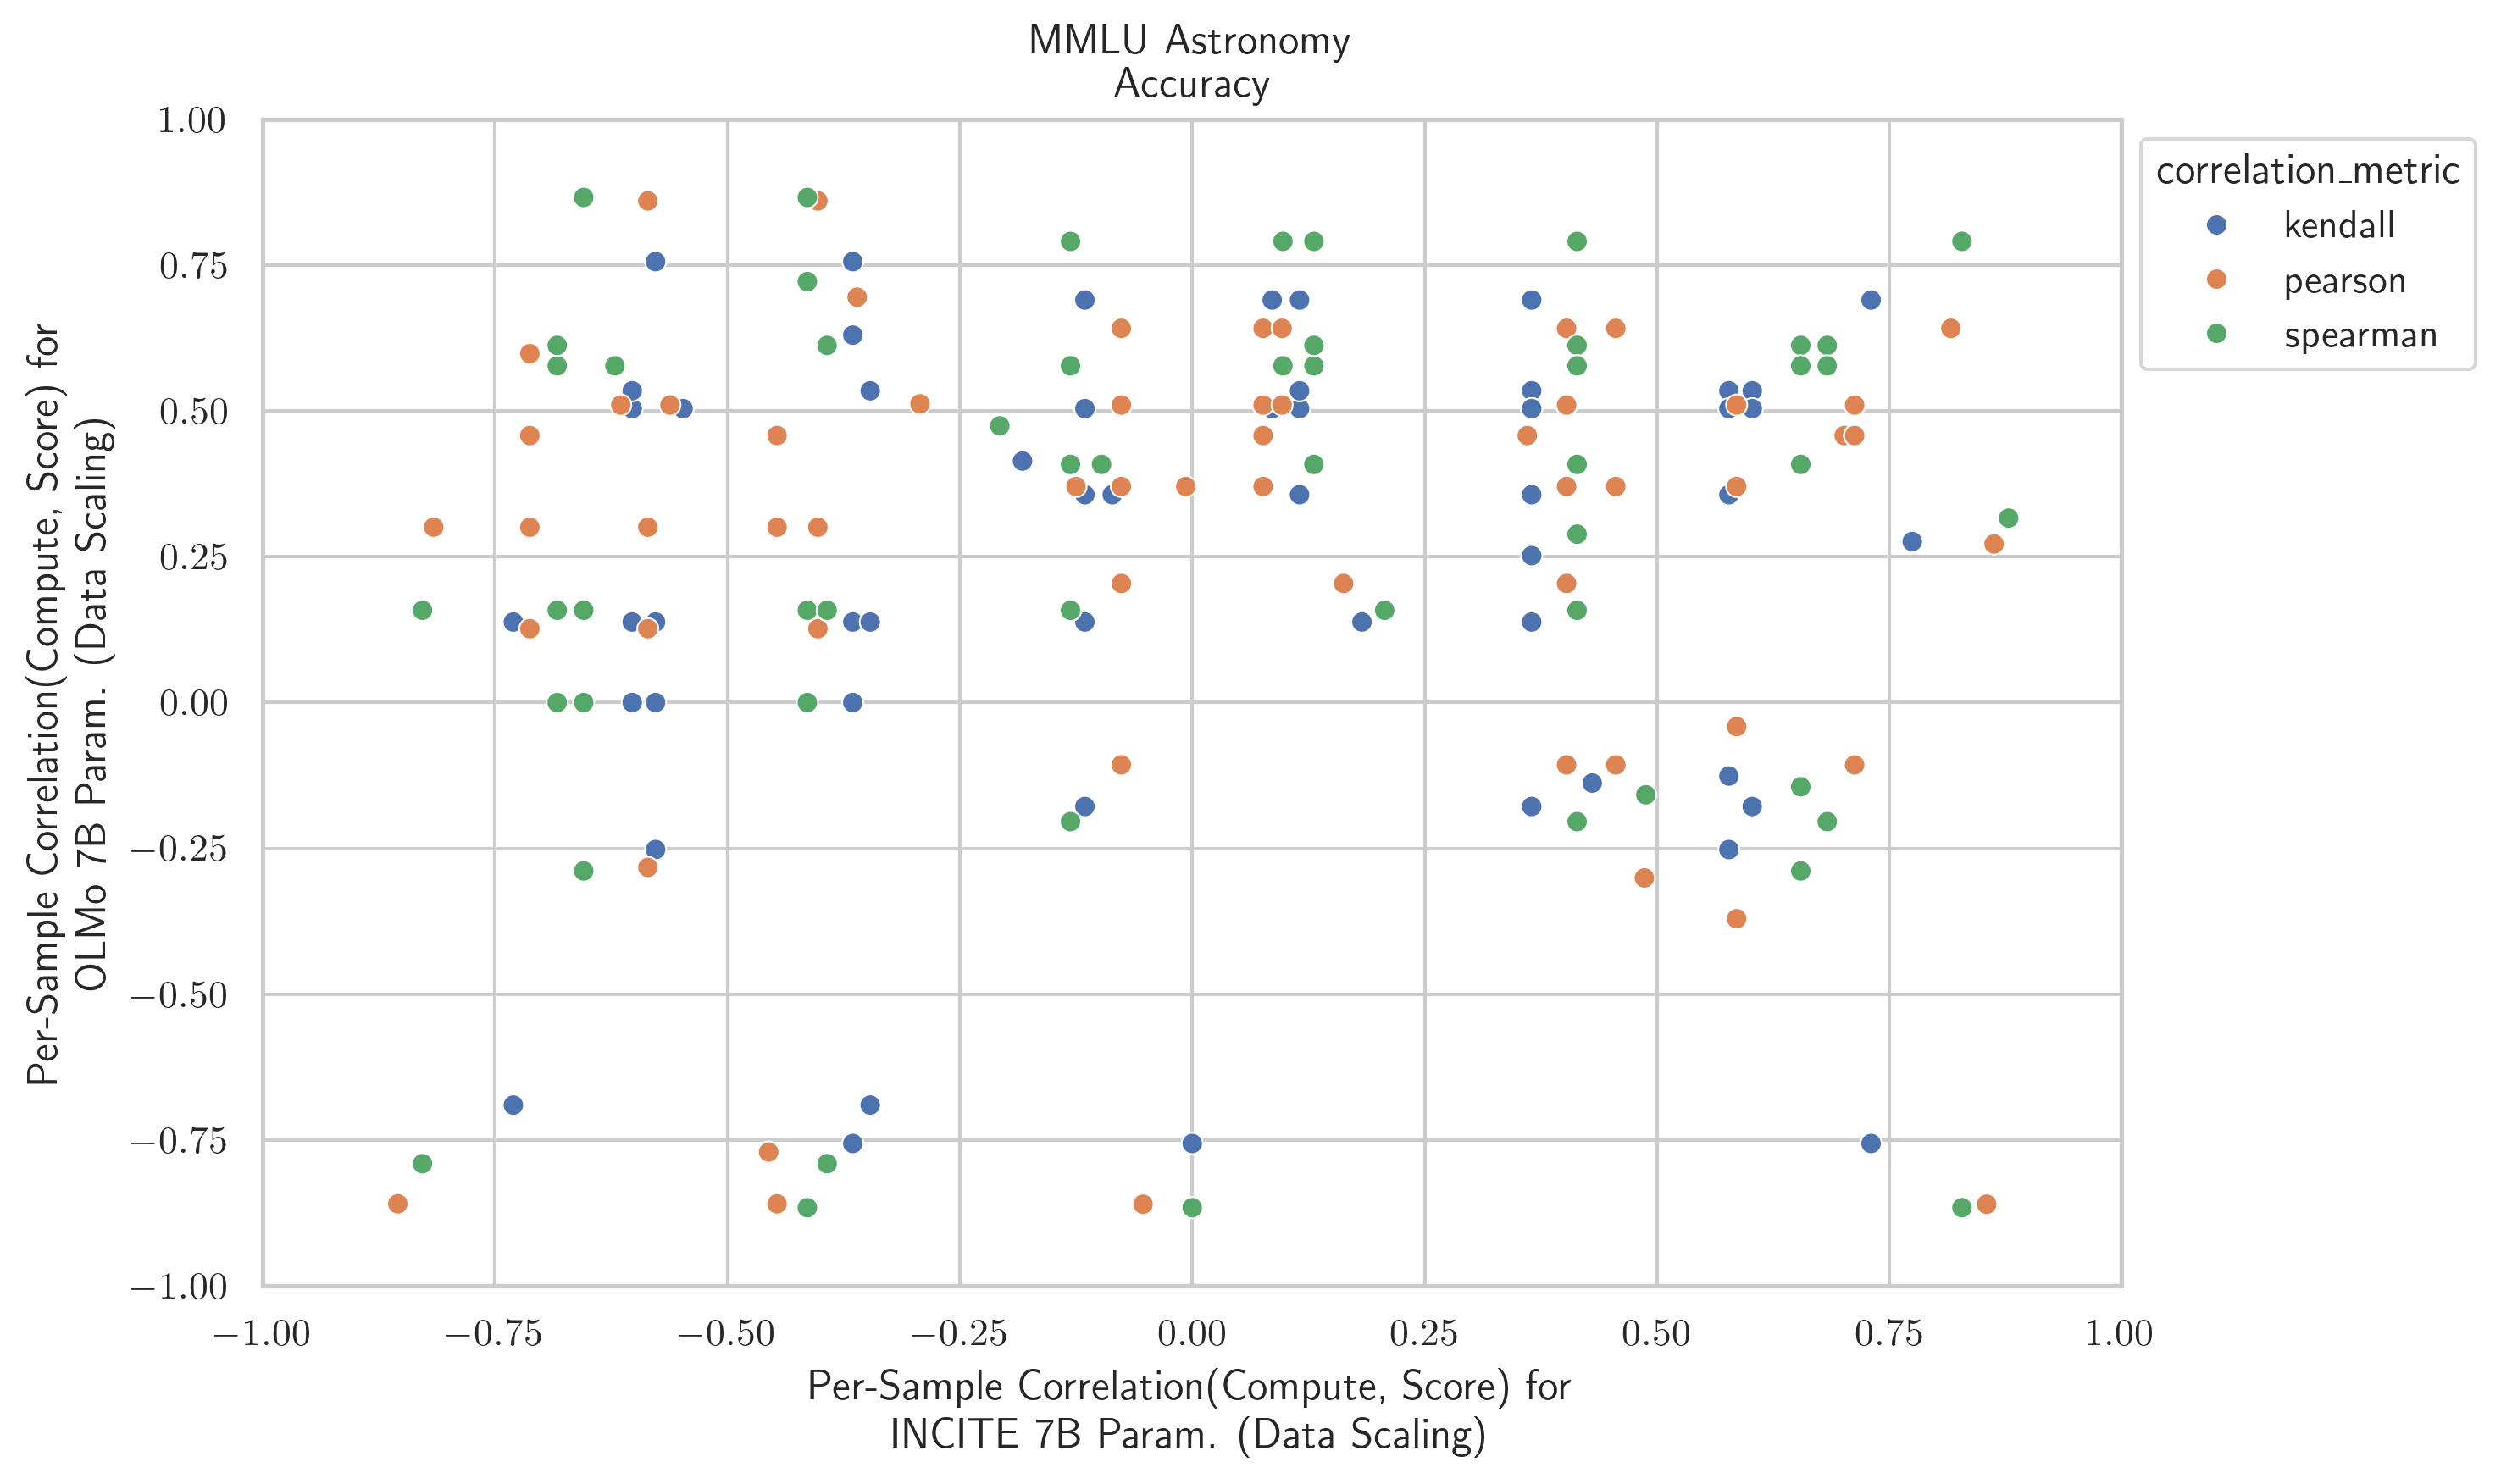 MMLU Astronomy
Accuracy
1.00
0.75
0.50
0.25
0.00
−0.25
−0.50
−0.75
−1.00
Per-Sample Correlation(Compute, Score) for
OLMo 7B Param. (Data Scaling)
−1.00 −0.75 −0.50 −0.25 0.00 0.25 0.50 0.75 1.00
Per-Sample Correlation(Compute, Score) for
INCITE 7B Param. (Data Scaling)
correlation_metric
kendall
pearson
spearman